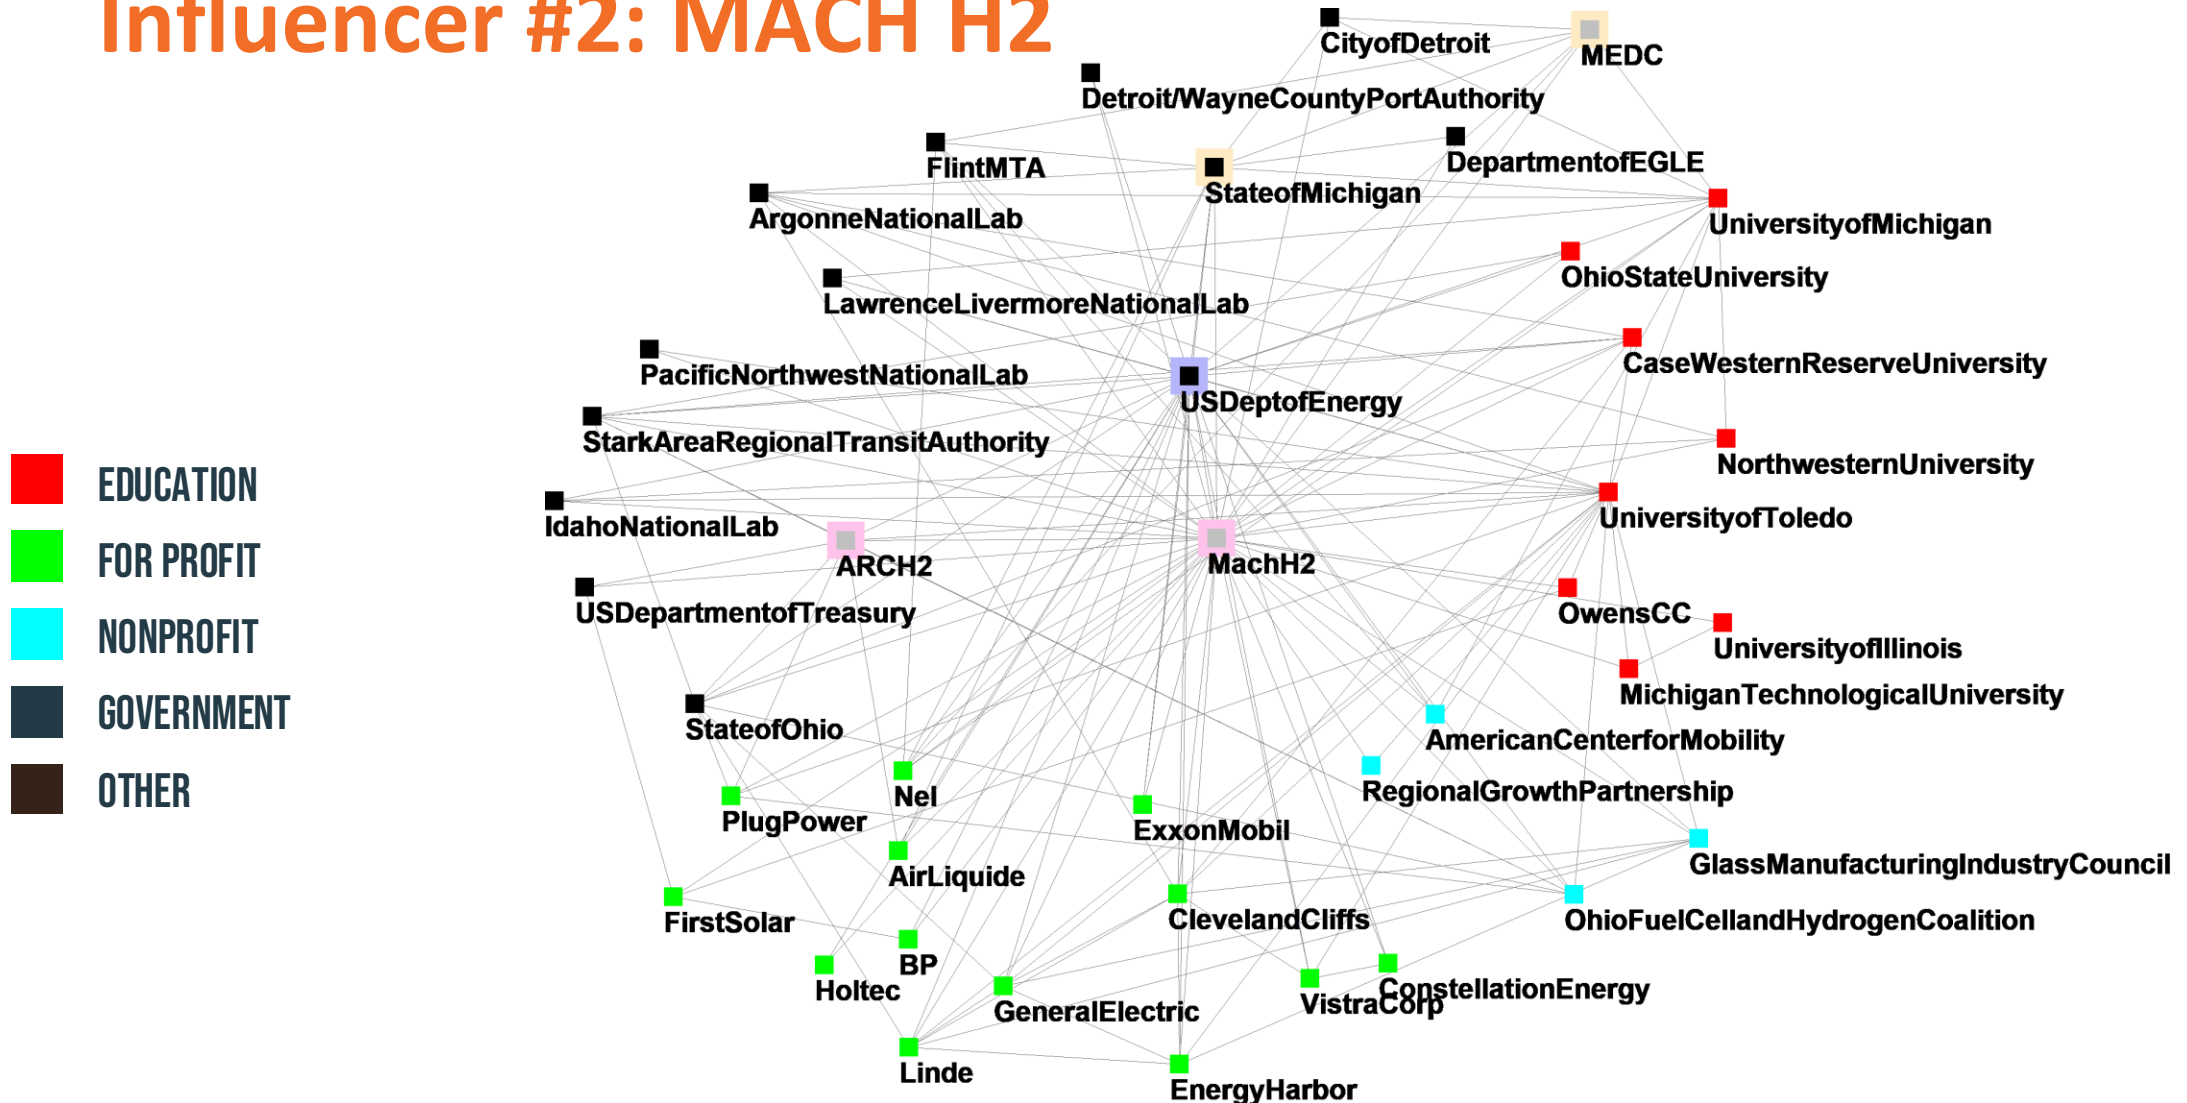 Influencer #2: MACH H2
CityofDetroit
MEDC
Detroit/WayneCountyPortAuthority
FlintMTA
DepartmentofEGLE
StateofMichigan
ArgonneNationalLab
UniversityofMichigan
OhioStateUniversity
LawrenceLivermoreNationalLab
CaseWesternReserveUniversity
PacificNorthwestNationalLab
USDeptofEnergy
StarkAreaRegionalTransitAuthority
NorthwesternUniversity
EDUCATION
UniversityofToledo
IdahoNationalLab
FOR PROFIT
ARCH2
MachH2
USDepartmentofTreasury
OwensCC
NONPROFIT
UniversityofIllinois
MichiganTechnologicalUniversity
GOVERNMENT
StateofOhio
AmericanCenterforMobility
OTHER
RegionalGrowthPartnership
Nel
PlugPower
ExxonMobil
GlassManufacturingIndustryCouncil
AirLiquide
FirstSolar
ClevelandCliffs
OhioFuelCellandHydrogenCoalition
BP
Holtec
ConstellationEnergy
VistraCorp
GeneralElectric
Linde
EnergyHarbor